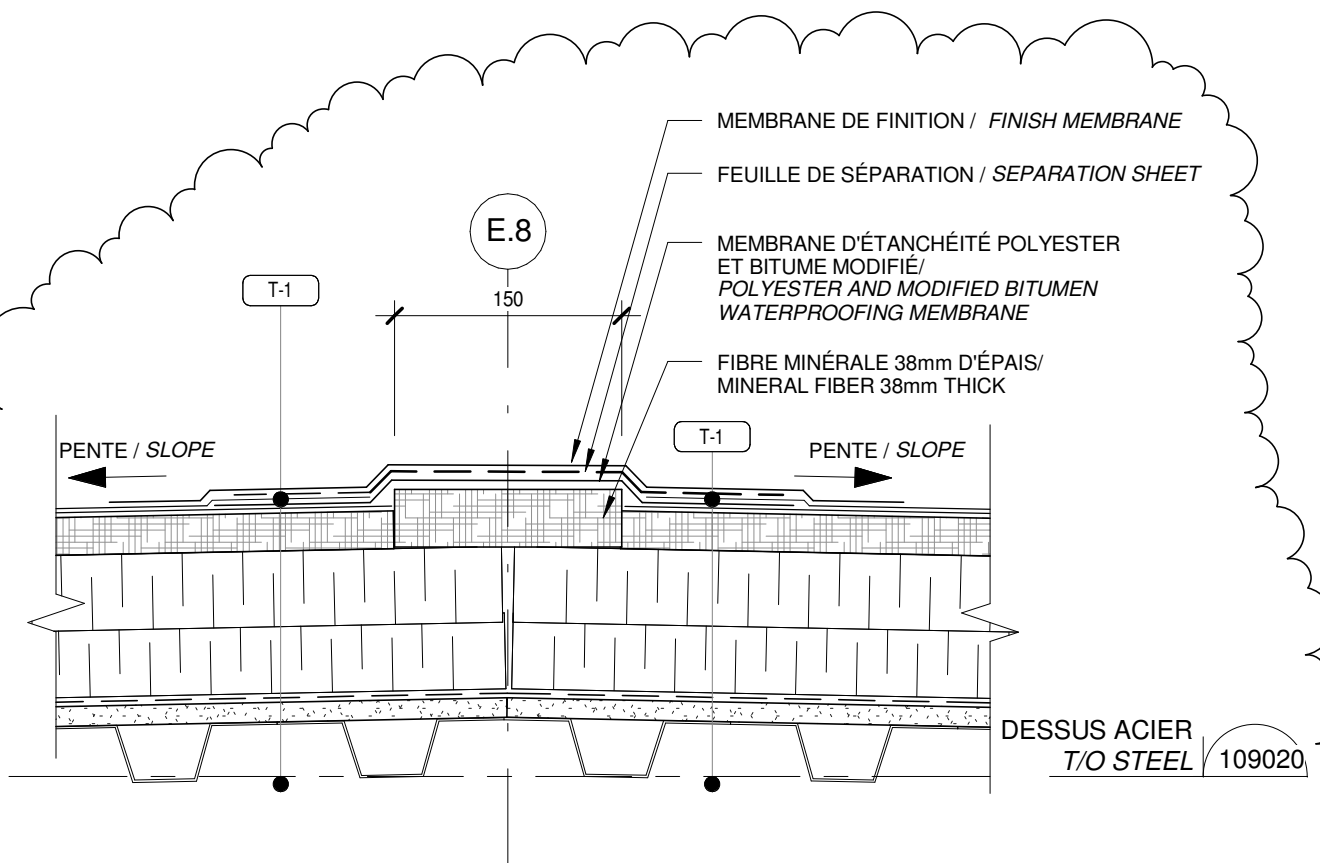 MEMBRANE DE FINITION / FINISH MEMBRANE
FEUILLE DE SÉPARATION / SEPARATION SHEET
E.8
MEMBRANE D'ÉTANCHÉITÉ POLYESTER
ET BITUME MODIFIÉ/
POLYESTER AND MODIFIED BITUMEN
WATERPROOFING MEMBRANE
T-1
150
FIBRE MINÉRALE 38mm D'ÉPAIS/
MINERAL FIBER 38mm THICK
T-1
PENTE / SLOPE
PENTE / SLOPE
DESSUS ACIER
T/O STEEL
109020